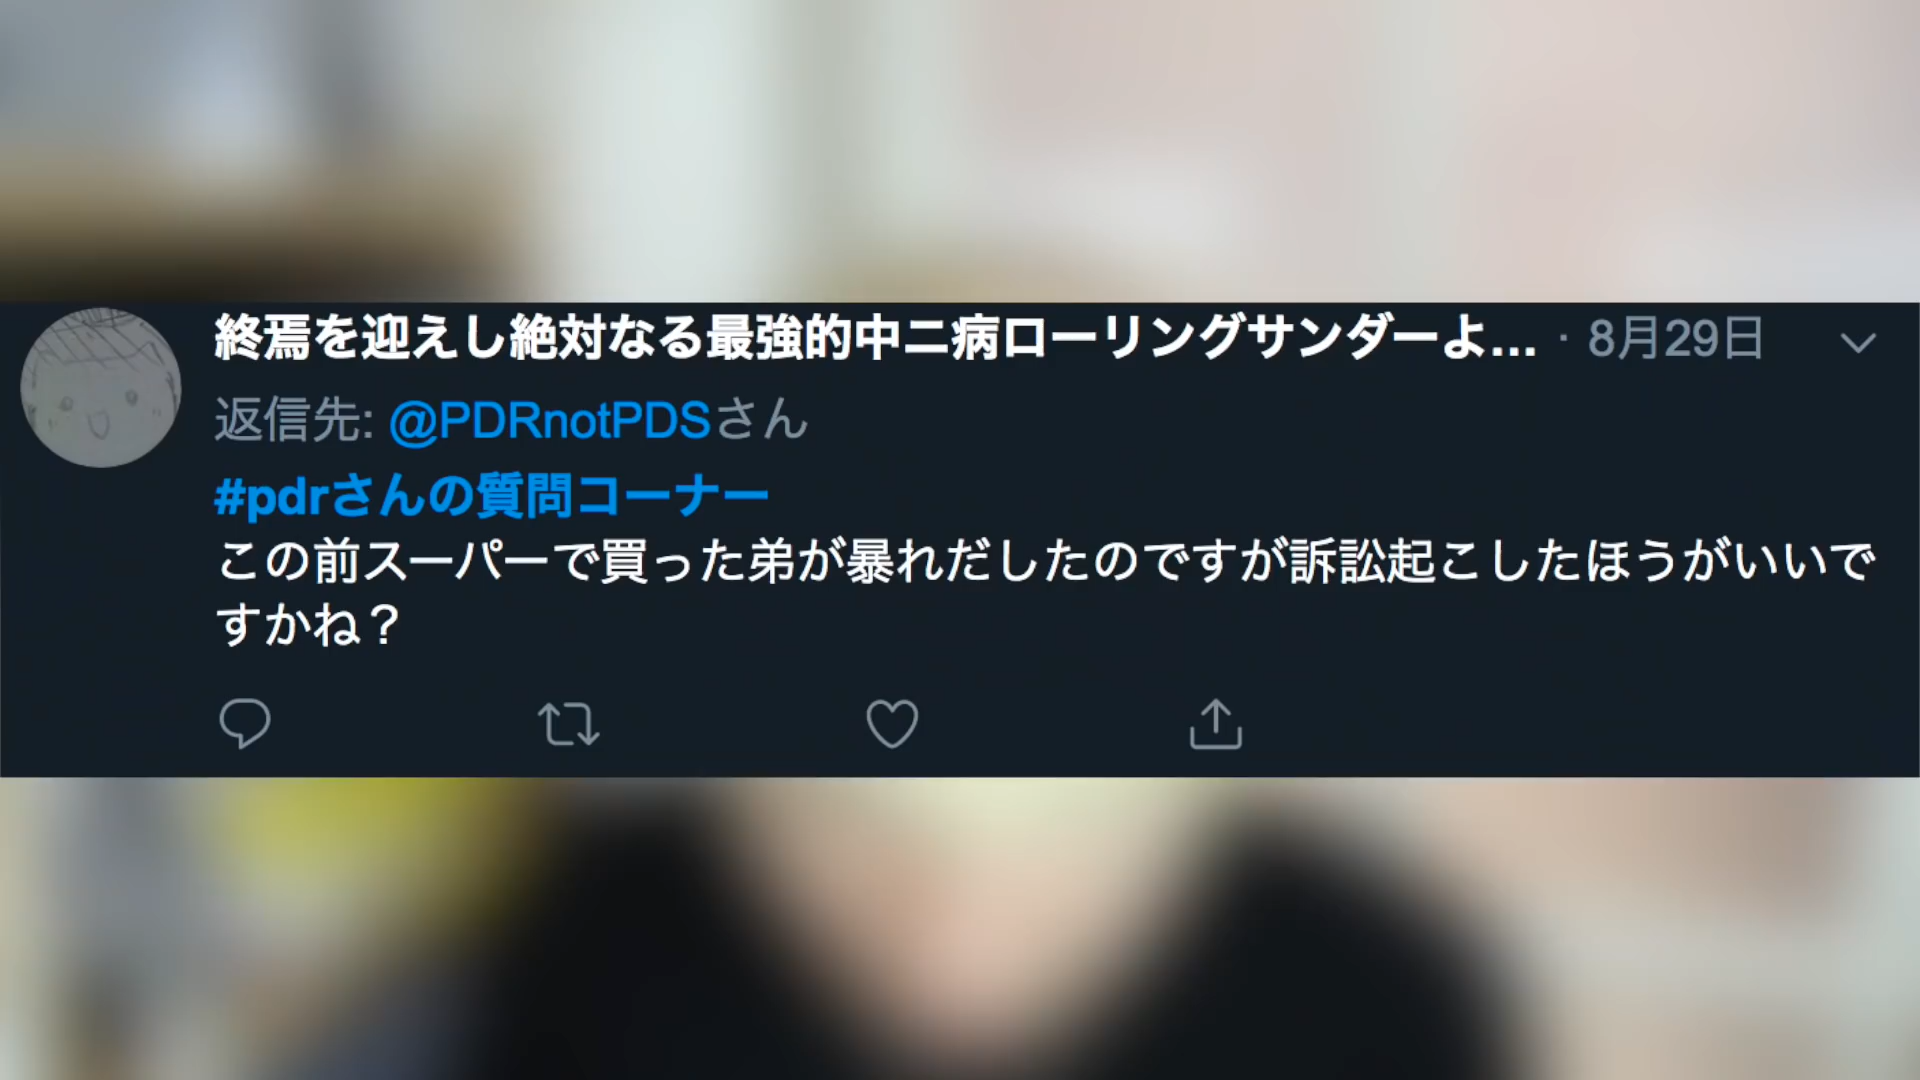 終焉を迎えし絶対なる最強的中二病ローリングサンダーよ... · 8月29日
返信先: @PDRnotPDSさん
#pdrさんの質問コーナー
この前スーパーで買った弟が暴れだしたのですが訴訟起こしたほうがいいで
すかね？